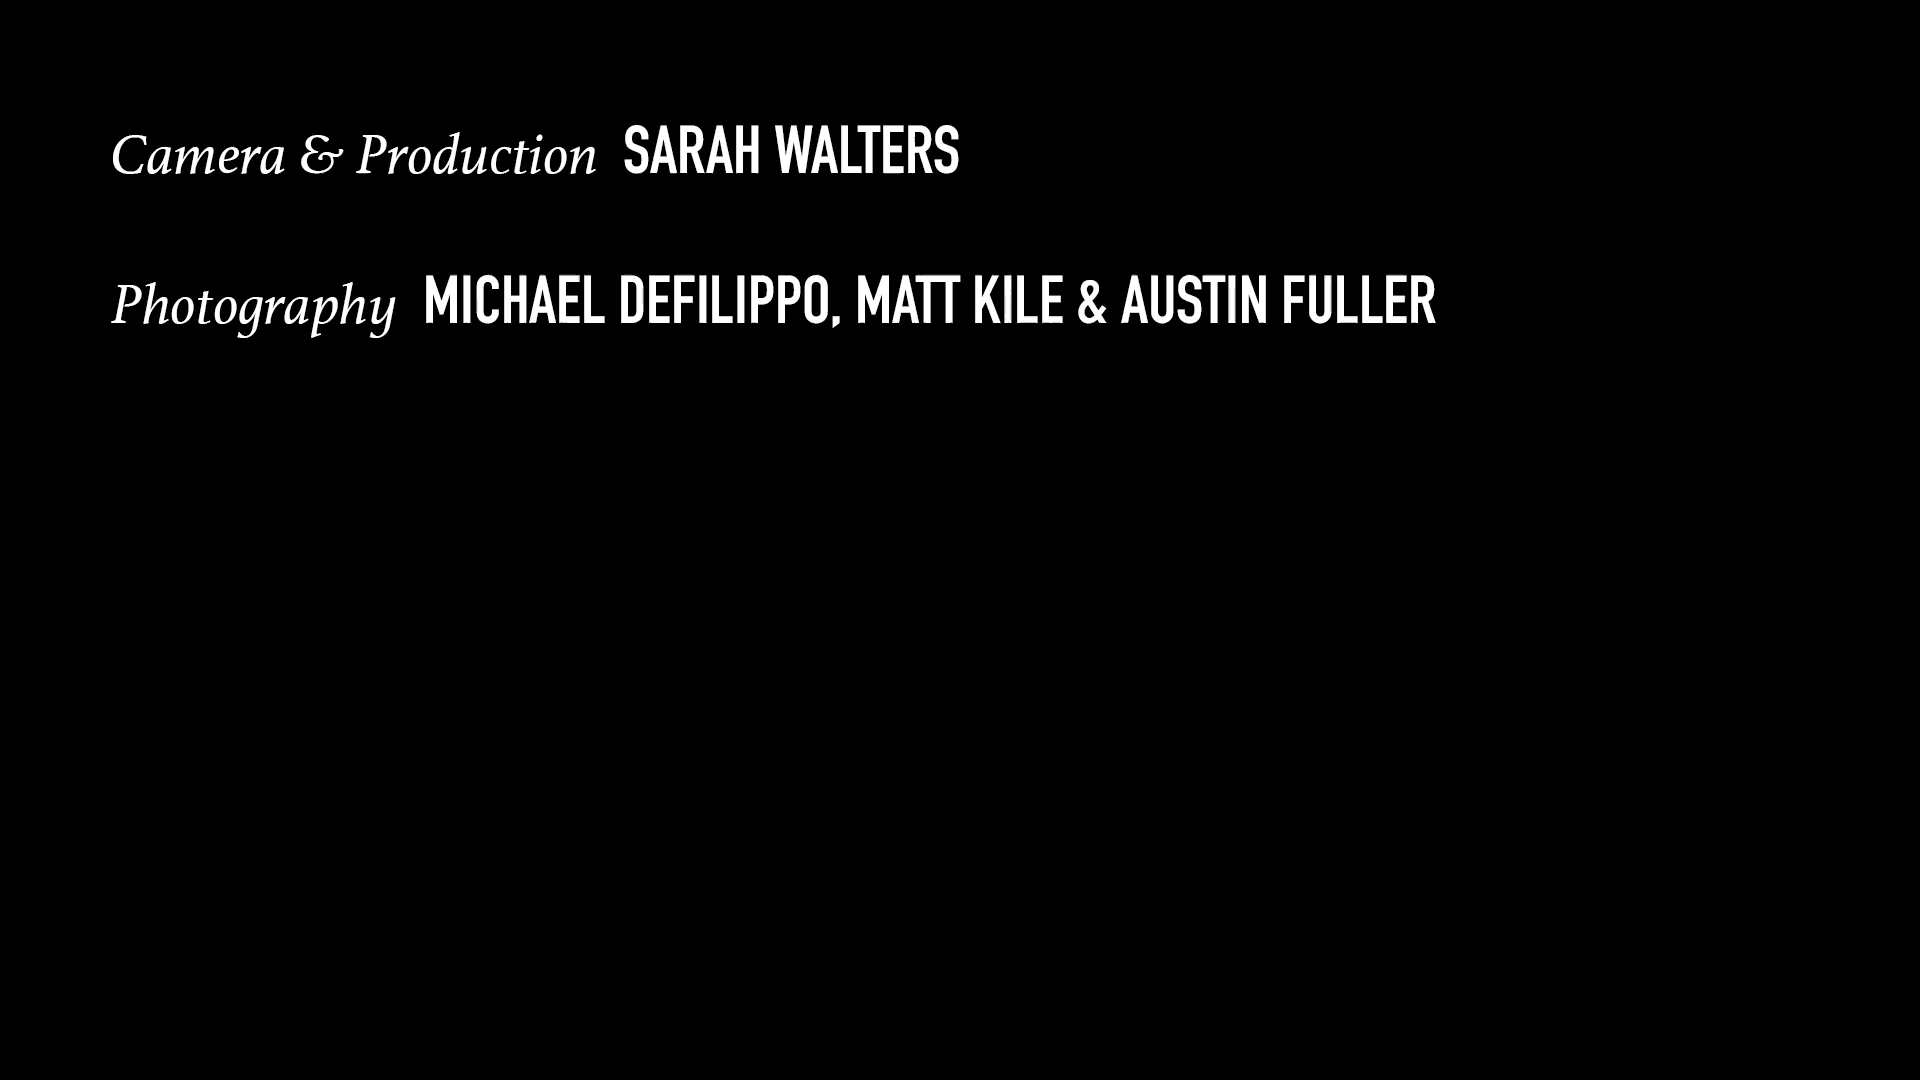 Camera & Production SARAH WALTERS
Photography MICHAEL DEFILIPPO, MATT KILE & AUSTIN FULLER